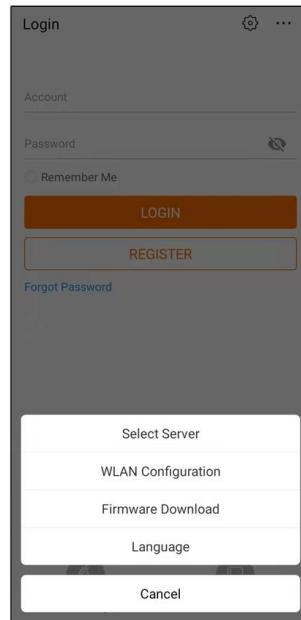 Login
Account
Password
Remember Me
LOGIN
REGISTER
Forgot Password
Select Server
WLAN Configuration
Firmware Download
Language
Cancel